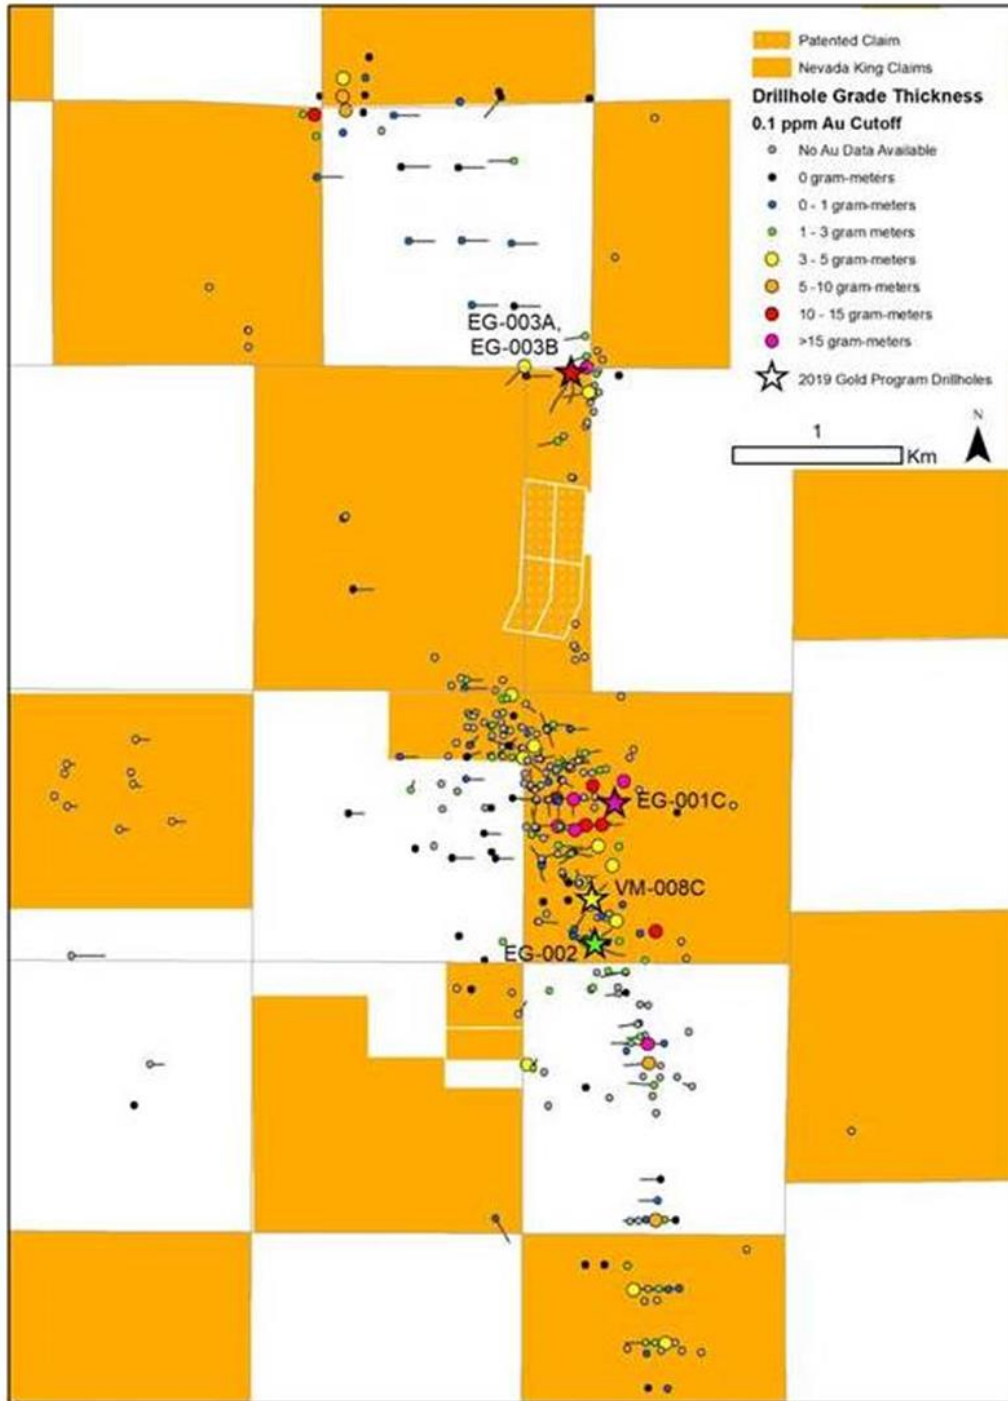 Patented Claim
Nevada King Claims
Drillhole Grade Thickness
0.1 ppm Au Cutoff
No Au Data Available
0 gram-meters
0 - 1 gram-meters
1 - 3 gram meters
3 - 5 gram-meters
5 -10 gram-meters
10 - 15 gram-meters
>15 gram-meters
2019 Gold Program Drillholes
N
1
Km
EG-003A,
EG-003B
EG-001C
VM-008C
EG-002